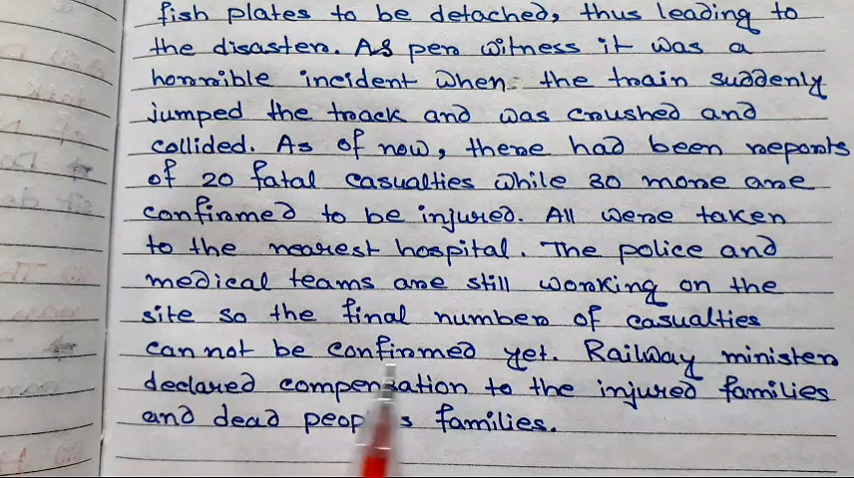 fish plates to be detached, thus leading to
the disaster. As per witness it was a
horrible incident when the train suddenly
jumped the track and was crushed and
collided. As of now, there had been reports
of 20 fatal casualties while 30 more are
confirmed to be injured. All were taken
to the nearest hospital. The police and
medical teams are still working on the
site so the final number of casualties
can not be confirmed yet. Railway minister
declared compensation to the injured families
and dead families.